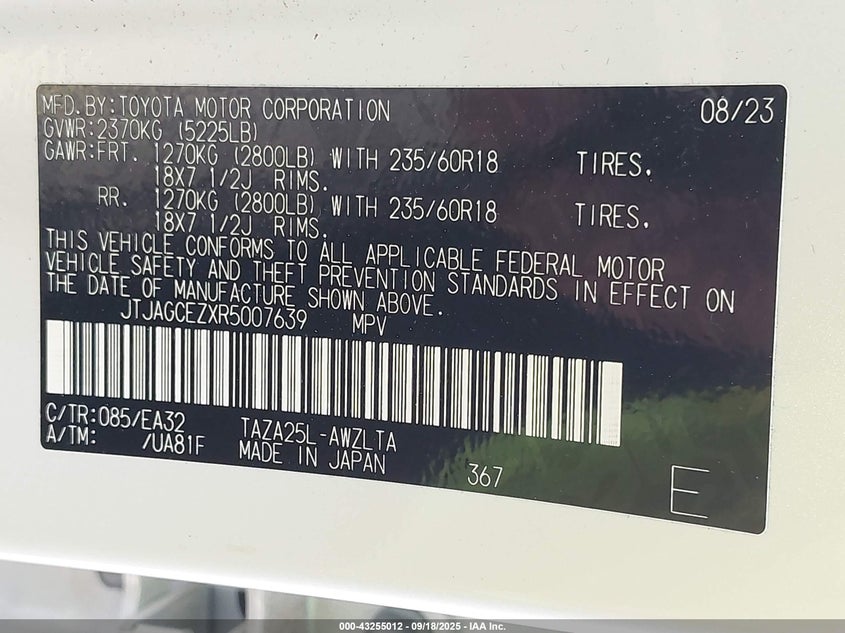 MFD.BY:TOYOTA MOTOR CORPORATION 08/23
GVWR:2370KG (5225LB)
GAWR:FRT. 1270KG (2800LB) WITH 235/60R18 TIRES.
18X7 1/2J RIMS.
RR. 1270KG (2800LB) WITH 235/60R18 TIRES.
18X7 1/2J RIMS.
THIS VEHICLE CONFORMS TO ALL APPLICABLE FEDERAL MOTOR
VEHICLE SAFETY AND THEFT PREVENTION STANDARDS IN EFFECT ON
THE DATE OF MANUFACTURE SHOWN ABOVE.
JTJAGCEZXR5007639 MPV
C/TR:085/EA32 TAZA25L-AWZLTA
A/TM: /UA81F MADE IN JAPAN
367
E
000-43255012 - 09/18/2025 - IAA Inc.